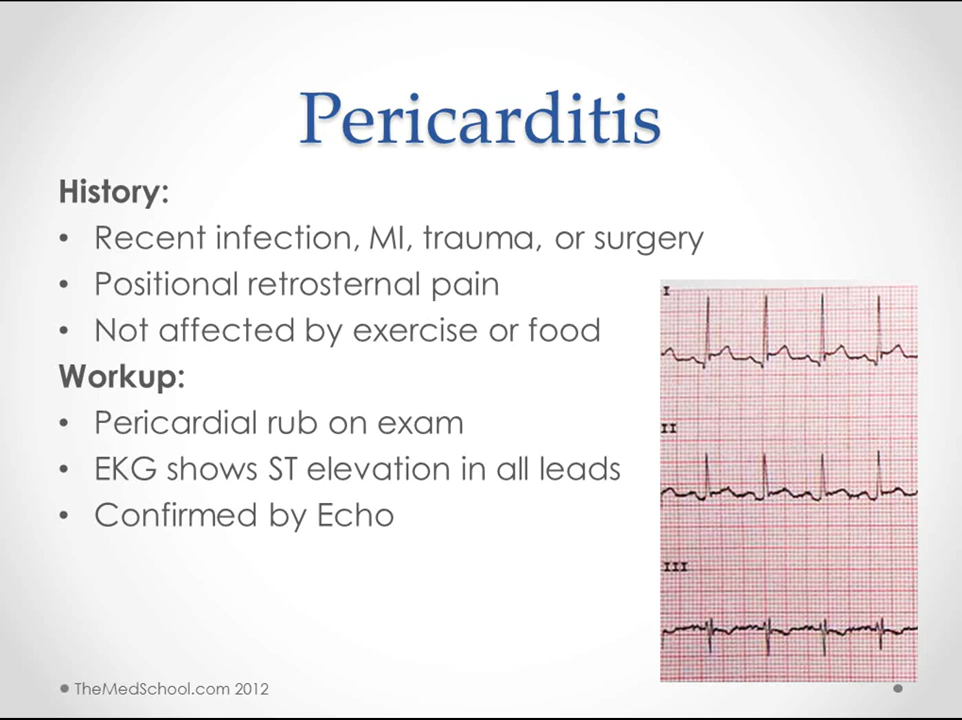 Pericarditis
History:
• Recent infection, MI, trauma, or surgery
• Positional retrosternal pain
• Not affected by exercise or food
Workup:
• Pericardial rub on exam
• EKG shows ST elevation in all leads
• Confirmed by Echo
I
II
III
TheMedSchool.com 2012